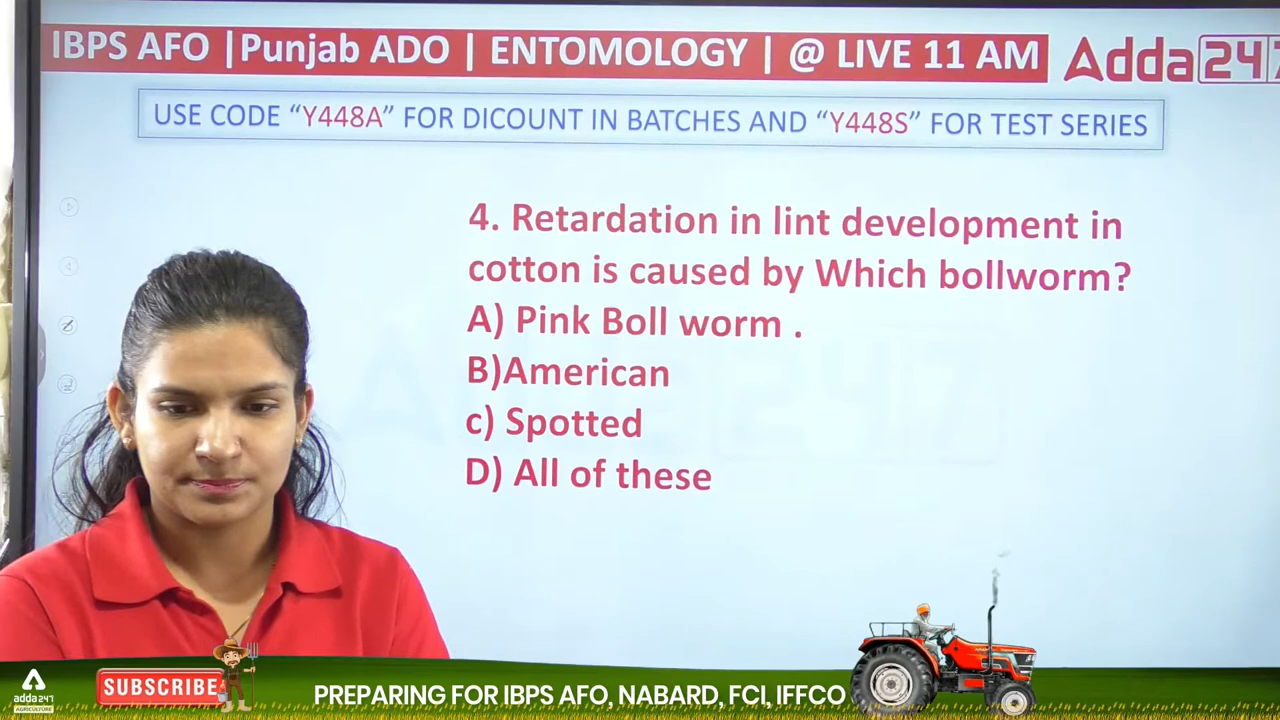 IBPS AFO |Punjab ADO | ENTOMOLOGY | @ LIVE 11 AM
Adda247
USE CODE “Y448A” FOR DICOUNT IN BATCHES AND “Y448S” FOR TEST SERIES
4. Retardation in lint development in
cotton is caused by Which bollworm?
A) Pink Boll worm .
B)American
c) Spotted
D) All of these
adda247
AGRICULTURE
SUBSCRIBE
PREPARING FOR IBPS AFO, NABARD, FCI, IFFCO